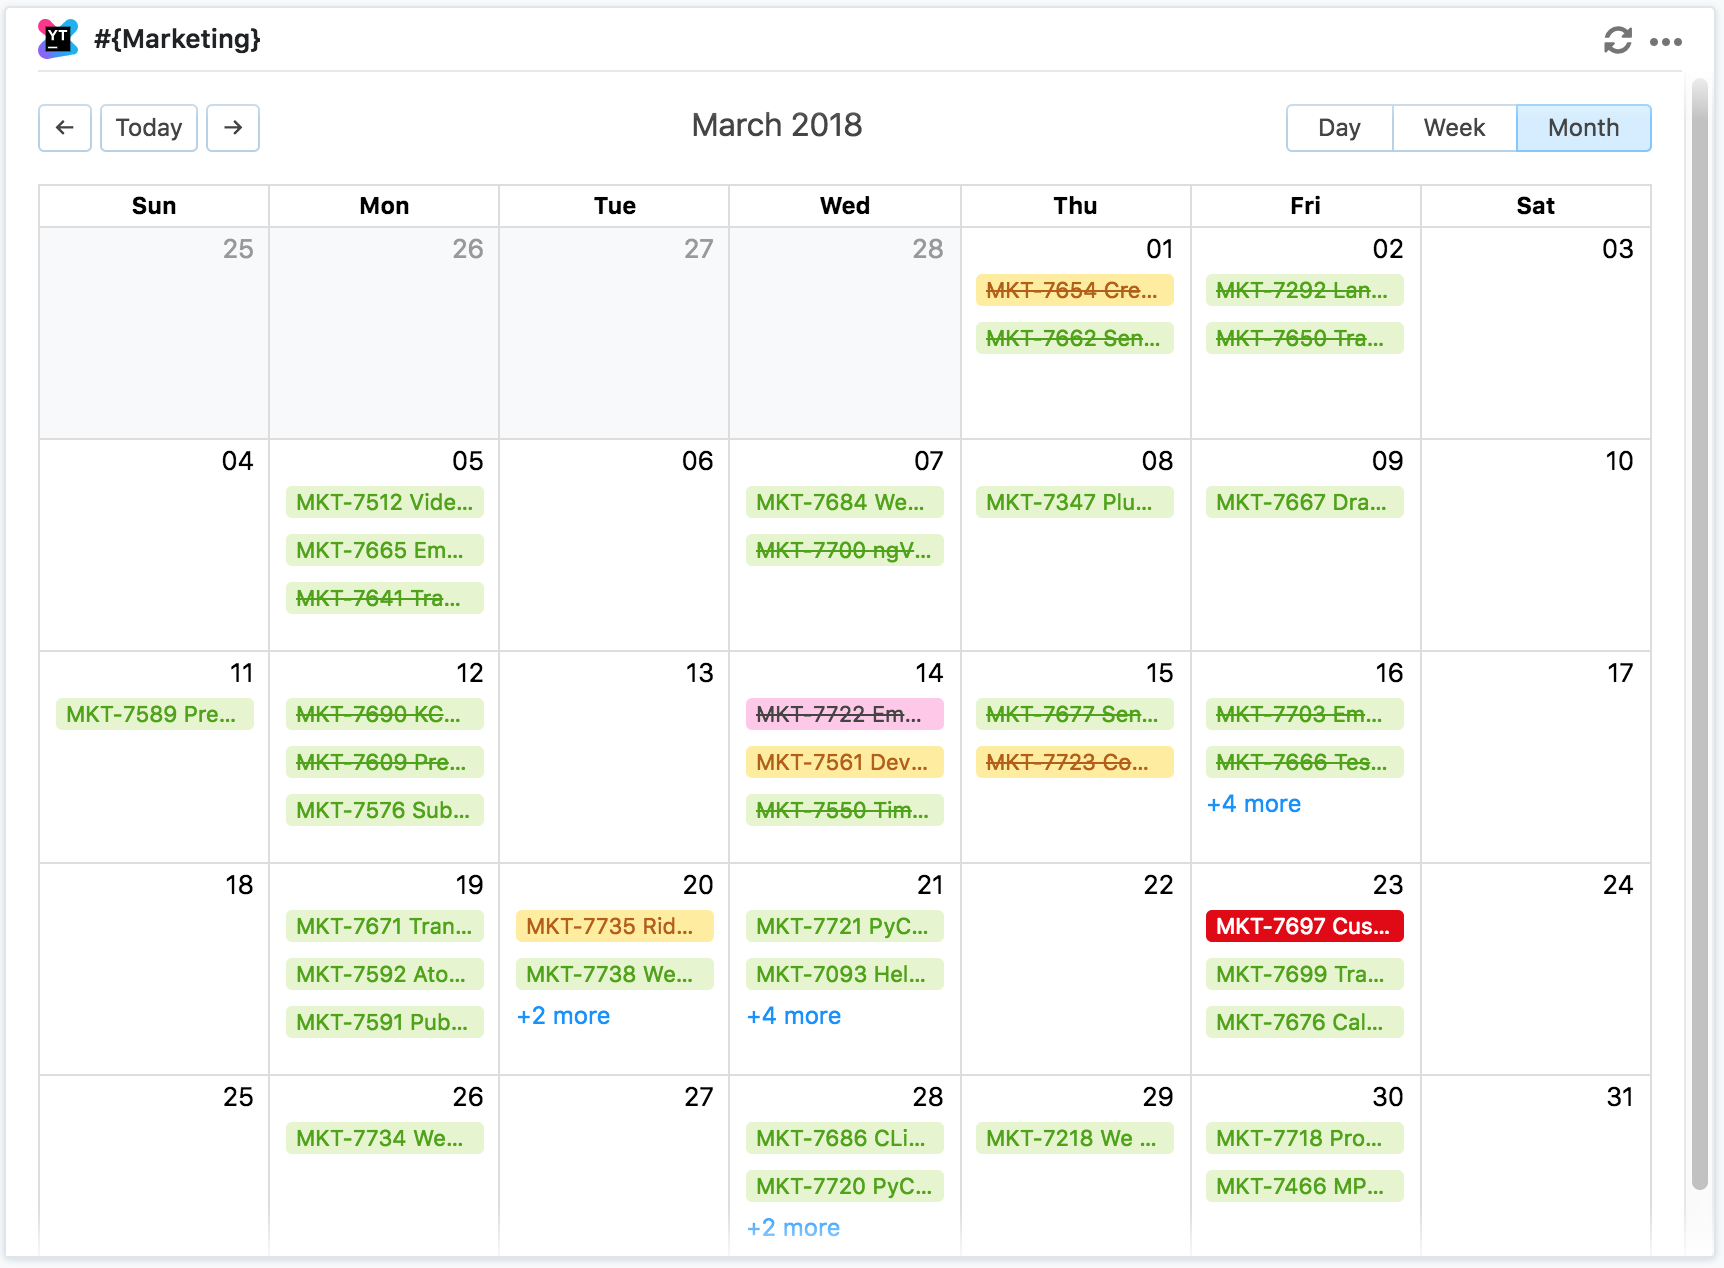 YT
#{Marketing}
Today
March 2018
Day Week Month
Sun Mon Tue Wed Thu Fri Sat
25 26 27 28 01 02 03
MKT-7654 Cre... MKT-7292 Lan...
MKT-7662 Sen... MKT-7650 Tra...
04 05 06 07 08 09 10
MKT-7512 Vide... MKT-7684 We... MKT-7347 Plu... MKT-7667 Dra...
MKT-7665 Em... MKT-7700 ngV...
MKT-7641 Tra...
11 12 13 14 15 16 17
MKT-7589 Pre... MKT-7690 KC... MKT-7722 Em... MKT-7677 Sen... MKT-7703 Em...
MKT-7609 Pre... MKT-7561 Dev... MKT-7723 Co... MKT-7666 Tes...
MKT-7576 Sub... MKT-7550 Tim... +4 more
18 19 20 21 22 23 24
MKT-7671 Tran... MKT-7735 Rid... MKT-7721 PyC... MKT-7697 Cus...
MKT-7592 Ato... MKT-7738 We... MKT-7093 Hel... MKT-7699 Tra...
MKT-7591 Pub... +2 more +4 more MKT-7676 Cal...
25 26 27 28 29 30 31
MKT-7734 We... MKT-7686 CLi... MKT-7218 We ... MKT-7718 Pro...
MKT-7720 PyC... MKT-7466 MP...
+2 more